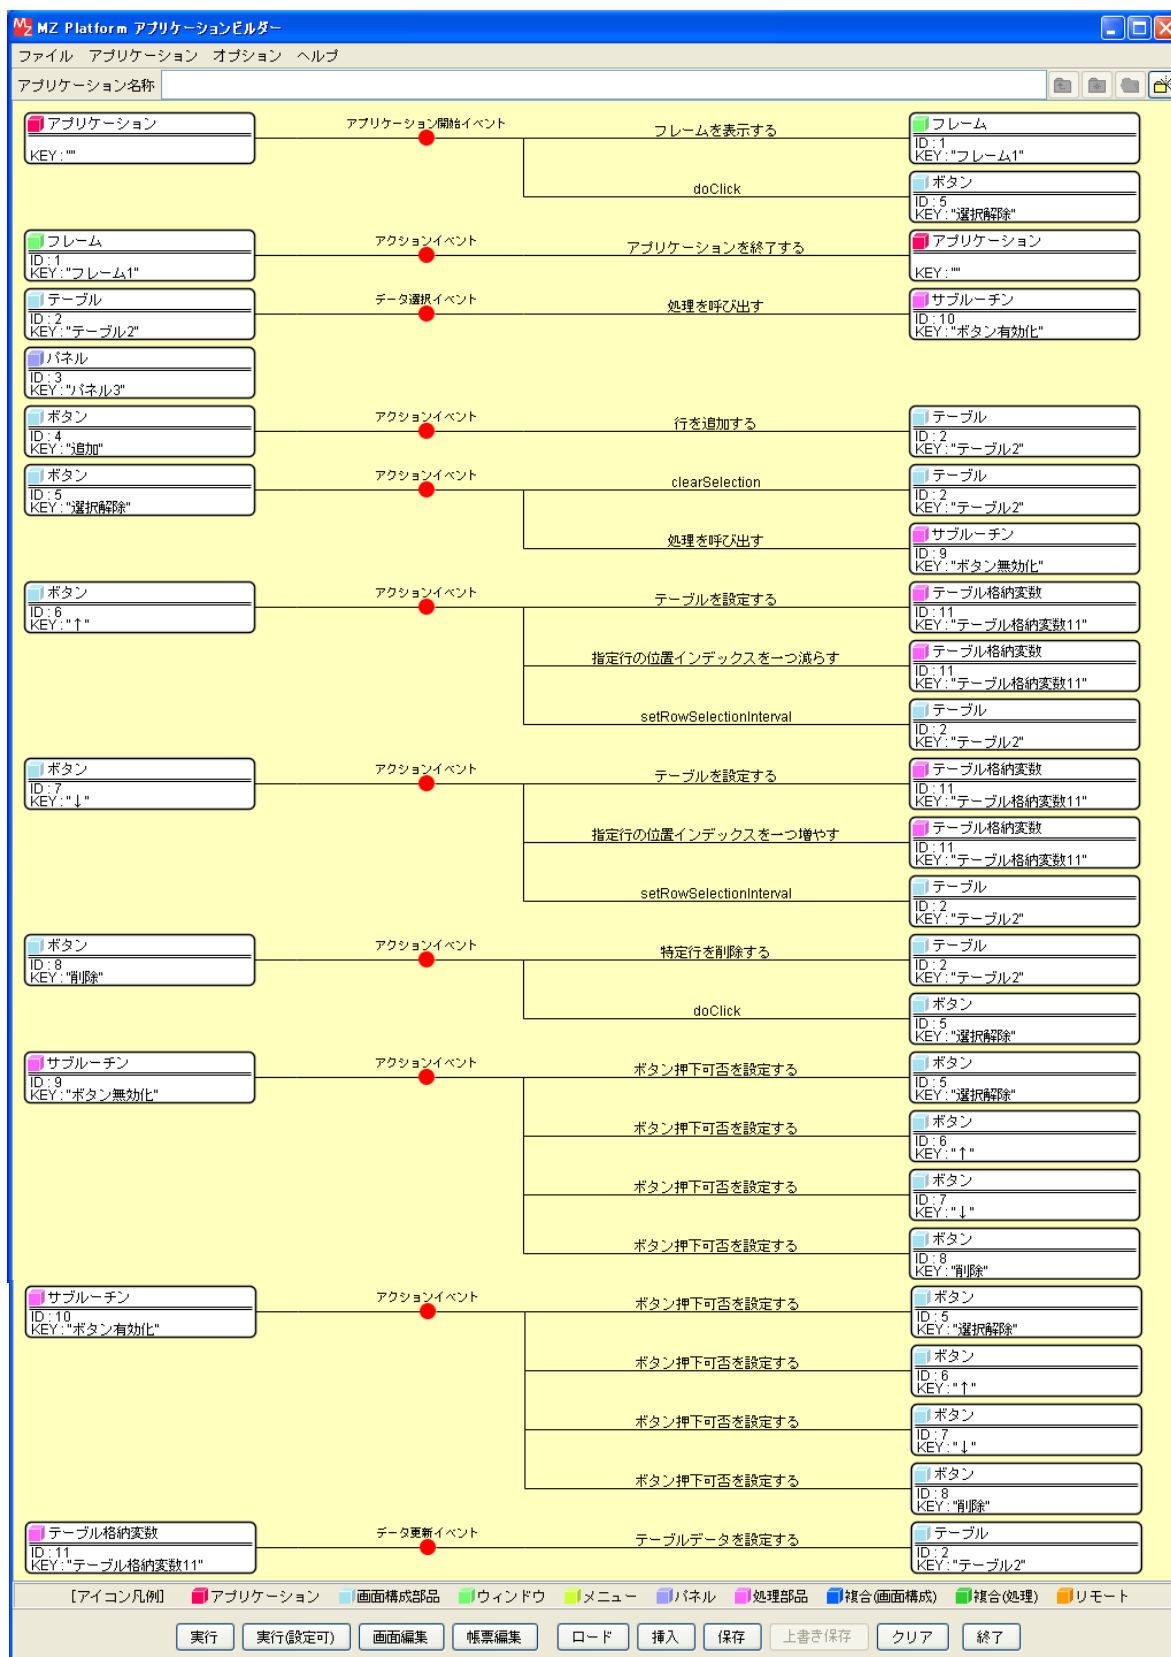 MZ Platform アプリケーションビルダー
ファイル アプリケーション オプション ヘルプ
アプリケーション名称
アプリケーション
KEY : ""
アプリケーション開始イベント
フレームを表示する
フレーム
ID : 1
KEY : "フレーム1"
doClick
ボタン
ID : 5
KEY : "選択解除"
フレーム
ID : 1
KEY : "フレーム1"
アクションイベント
アプリケーションを終了する
アプリケーション
KEY : ""
テーブル
ID : 2
KEY : "テーブル2"
データ選択イベント
処理を呼び出す
サブルーチン
ID : 10
KEY : "ボタン有効化"
パネル
ID : 3
KEY : "パネル3"
ボタン
ID : 4
KEY : "追加"
アクションイベント
行を追加する
テーブル
ID : 2
KEY : "テーブル2"
ボタン
ID : 5
KEY : "選択解除"
アクションイベント
clearSelection
テーブル
ID : 2
KEY : "テーブル2"
処理を呼び出す
サブルーチン
ID : 9
KEY : "ボタン無効化"
ボタン
ID : 6
KEY : "↑"
アクションイベント
テーブルを設定する
テーブル格納変数
ID : 11
KEY : "テーブル格納変数11"
指定行の位置インデックスを一つ減らす
テーブル格納変数
ID : 11
KEY : "テーブル格納変数11"
setRowSelectionInterval
テーブル
ID : 2
KEY : "テーブル2"
ボタン
ID : 7
KEY : "↓"
アクションイベント
テーブルを設定する
テーブル格納変数
ID : 11
KEY : "テーブル格納変数11"
指定行の位置インデックスを一つ増やす
テーブル格納変数
ID : 11
KEY : "テーブル格納変数11"
setRowSelectionInterval
テーブル
ID : 2
KEY : "テーブル2"
ボタン
ID : 8
KEY : "削除"
アクションイベント
特定行を削除する
テーブル
ID : 2
KEY : "テーブル2"
doClick
ボタン
ID : 5
KEY : "選択解除"
サブルーチン
ID : 9
KEY : "ボタン無効化"
アクションイベント
ボタン押下可否を設定する
ボタン
ID : 5
KEY : "選択解除"
ボタン押下可否を設定する
ボタン
ID : 6
KEY : "↑"
ボタン押下可否を設定する
ボタン
ID : 7
KEY : "↓"
ボタン押下可否を設定する
ボタン
ID : 8
KEY : "削除"
サブルーチン
ID : 10
KEY : "ボタン有効化"
アクションイベント
ボタン押下可否を設定する
ボタン
ID : 5
KEY : "選択解除"
ボタン押下可否を設定する
ボタン
ID : 6
KEY : "↑"
ボタン押下可否を設定する
ボタン
ID : 7
KEY : "↓"
ボタン押下可否を設定する
ボタン
ID : 8
KEY : "削除"
テーブル格納変数
ID : 11
KEY : "テーブル格納変数11"
データ更新イベント
テーブルデータを設定する
テーブル
ID : 2
KEY : "テーブル2"
[アイコン凡例] アプリケーション 画面構成部品 ウィンドウ メニュー パネル 処理部品 複合(画面構成) 複合(処理) リモート
実行 実行(設定可) 画面編集 帳票編集 ロード 挿入 保存 上書き保存 クリア 終了